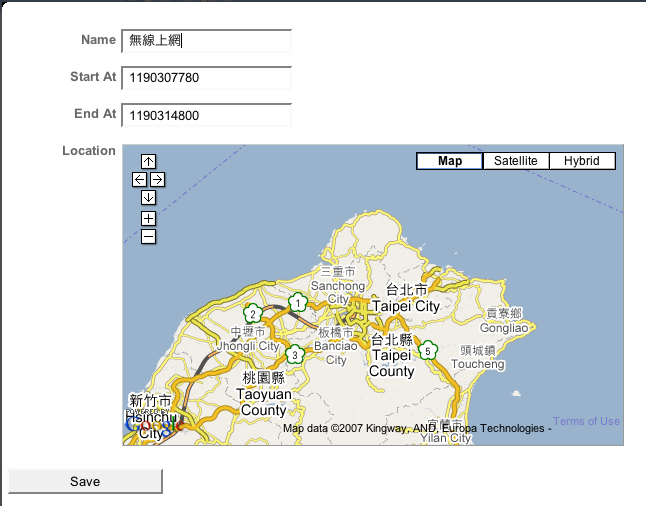 Name 無線上網
Start At 1190307780
End At 1190314800
Location
Map Satellite Hybrid
三重市
Sanchong
City
台北市
Taipei City
1
2
中壢市
Jhongli City
板橋市
Banciao
City
台北縣
Taipei
County
3
5
貢寮鄉
Gongliao
頭城鎮
Toucheng
桃園縣
Taoyuan
County
新竹市
Hsinchu
City
POWERED BY
Google
宜蘭市
Yilan City
Map data ©2007 Kingway, AND, Europa Technologies -
Terms of Use
Save